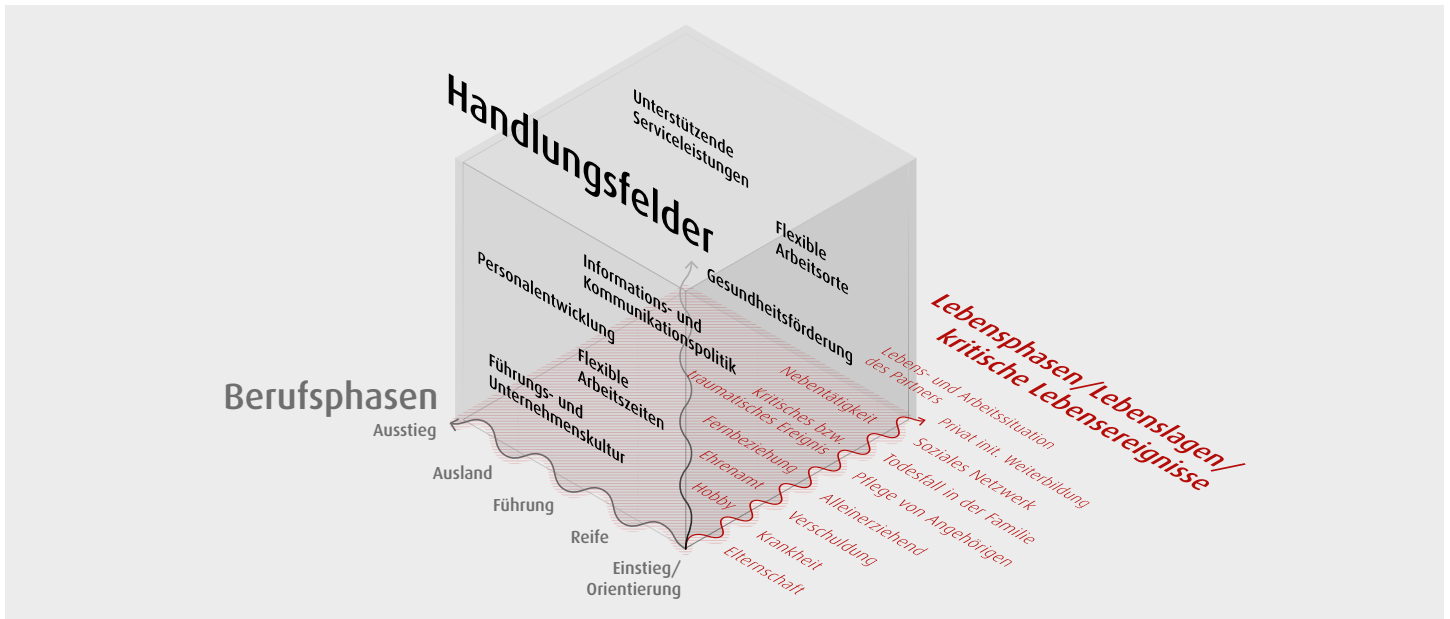 Handlungsfelder
Unterstützende
Serviceleistungen
Flexible
Arbeitsorte
Personalentwicklung
Informations- und
Kommunikationspolitik
Gesundheitsförderung
Führungs- und
Unternehmenskultur
Flexible
Arbeitszeiten
Berufsphasen
Ausstieg
Ausland
Führung
Reife
Einstieg/
Orientierung
Lebensphasen/Lebenslagen/
kritische Lebensereignisse
Lebens- und Arbeitssituation
des Partners
Nebentätigkeit
Kritisches bzw.
traumatisches Ereignis
Fernbeziehung
Ehrenamt
Hobby
Privat init. Weiterbildung
Soziales Netzwerk
Todesfall in der Familie
Pflege von Angehörigen
Alleinerziehend
Verschuldung
Krankheit
Elternschaft